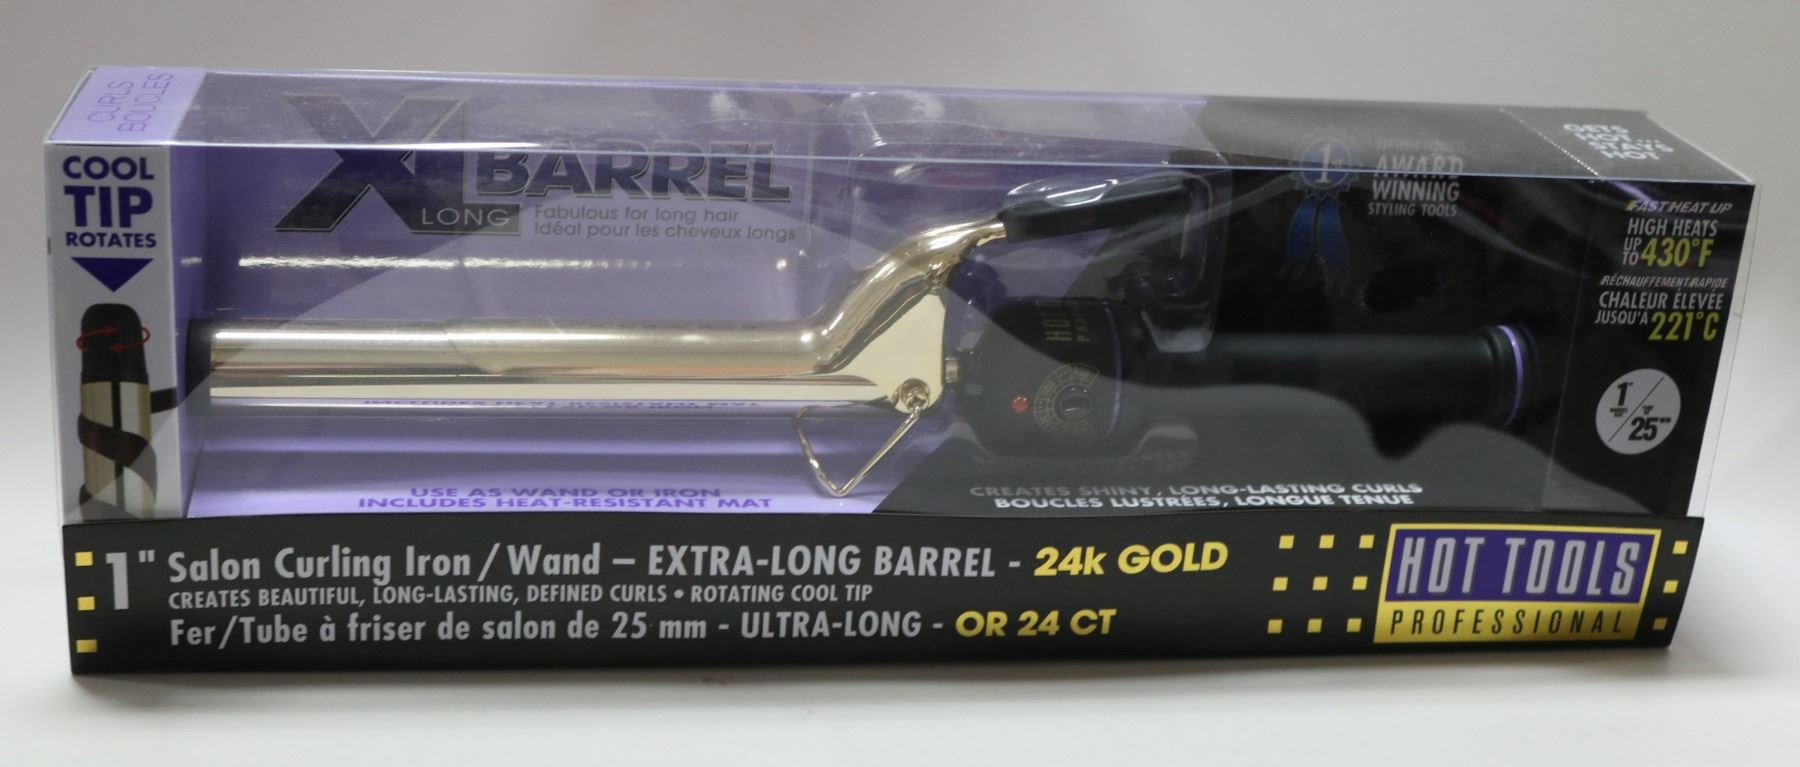 CURLS
BOUCLES
COOL
TIP
ROTATES
XL BARREL
LONG
Fabulous for long hair
Idéal pour les cheveux longs
1st
AWARD
WINNING
STYLING TOOLS
GETS
HOT...
STAYS
HOT
FAST HEAT UP
HIGH HEATS
UP TO 430°F
RÉCHAUFFEMENT RAPIDE
CHALEUR ÉLEVÉE
JUSQU'À 221°C
1"
25mm
HOT
USE AS WAND OR IRON
INCLUDES HEAT-RESISTANT MAT
CREATES SHINY, LONG-LASTING CURLS
BOUCLES LUSTRÉES, LONGUE TENUE
1" Salon Curling Iron / Wand – EXTRA-LONG BARREL - 24k GOLD
CREATES BEAUTIFUL, LONG-LASTING, DEFINED CURLS • ROTATING COOL TIP
Fer/Tube à friser de salon de 25 mm - ULTRA-LONG - OR 24 CT
HOT TOOLS
PROFESSIONAL